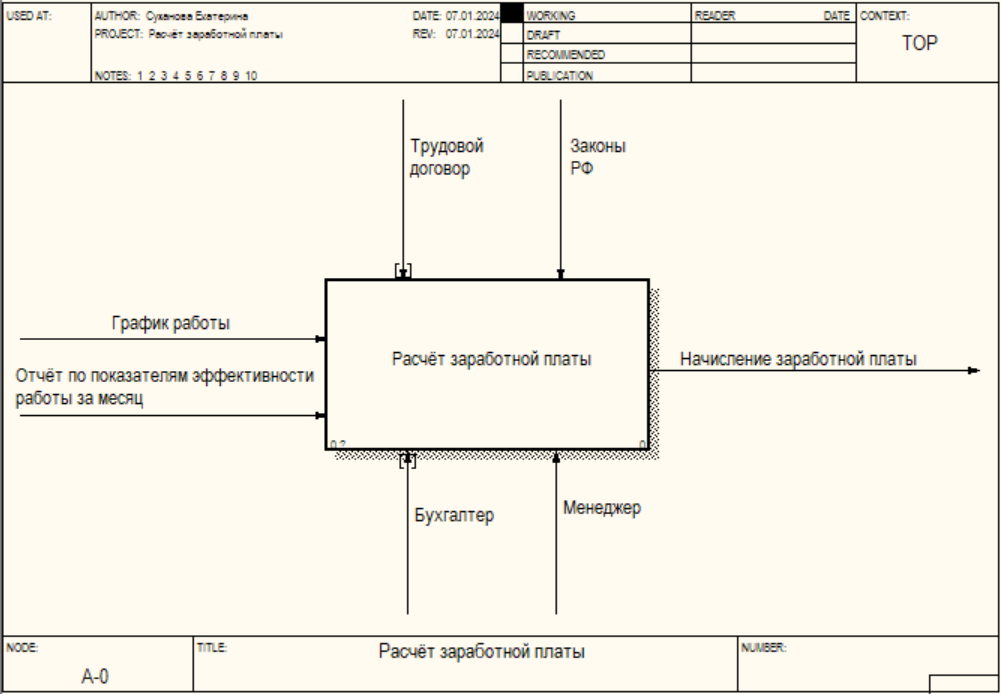 USED AT:
AUTHOR: Суханова Екатерина
DATE: 07.01.2024
WORKING
READER
DATE
CONTEXT:
PROJECT: Расчёт заработной платы
REV: 07.01.2024
DRAFT
TOP
RECOMMENDED
NOTES: 1 2 3 4 5 6 7 8 9 10
PUBLICATION
Трудовой
договор
Законы
РФ
График работы
Отчёт по показателям эффективности
работы за месяц
Расчёт заработной платы
Начисление заработной платы
0 ?
0
Бухгалтер
Менеджер
NODE:
TITLE:
Расчёт заработной платы
NUMBER:
A-0